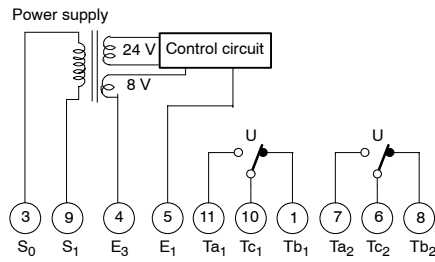 Power supply
24 V
Control circuit
8 V
U
U
3
9
4
5
11
10
1
7
6
8
S0
S1
E3
E1
Ta1
Tc1
Tb1
Ta2
Tc2
Tb2